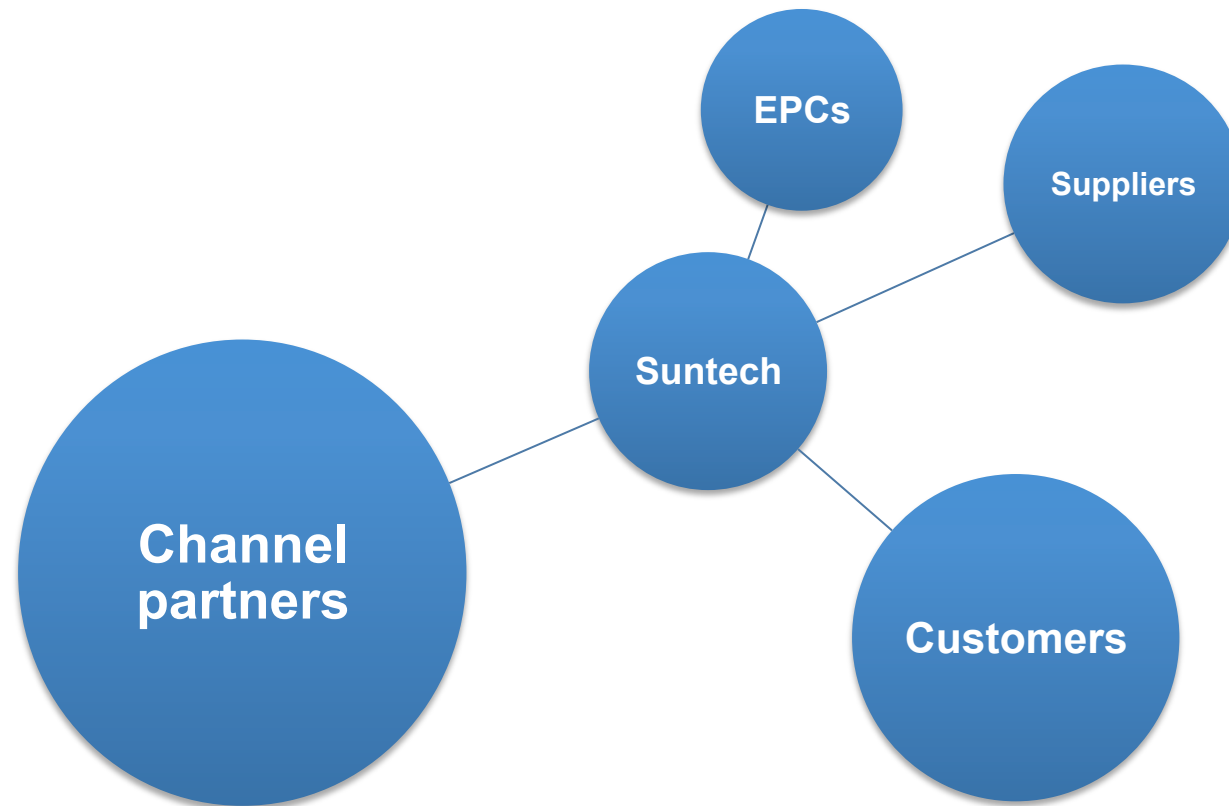 EPCs
Suppliers
Suntech
Channel
partners
Customers